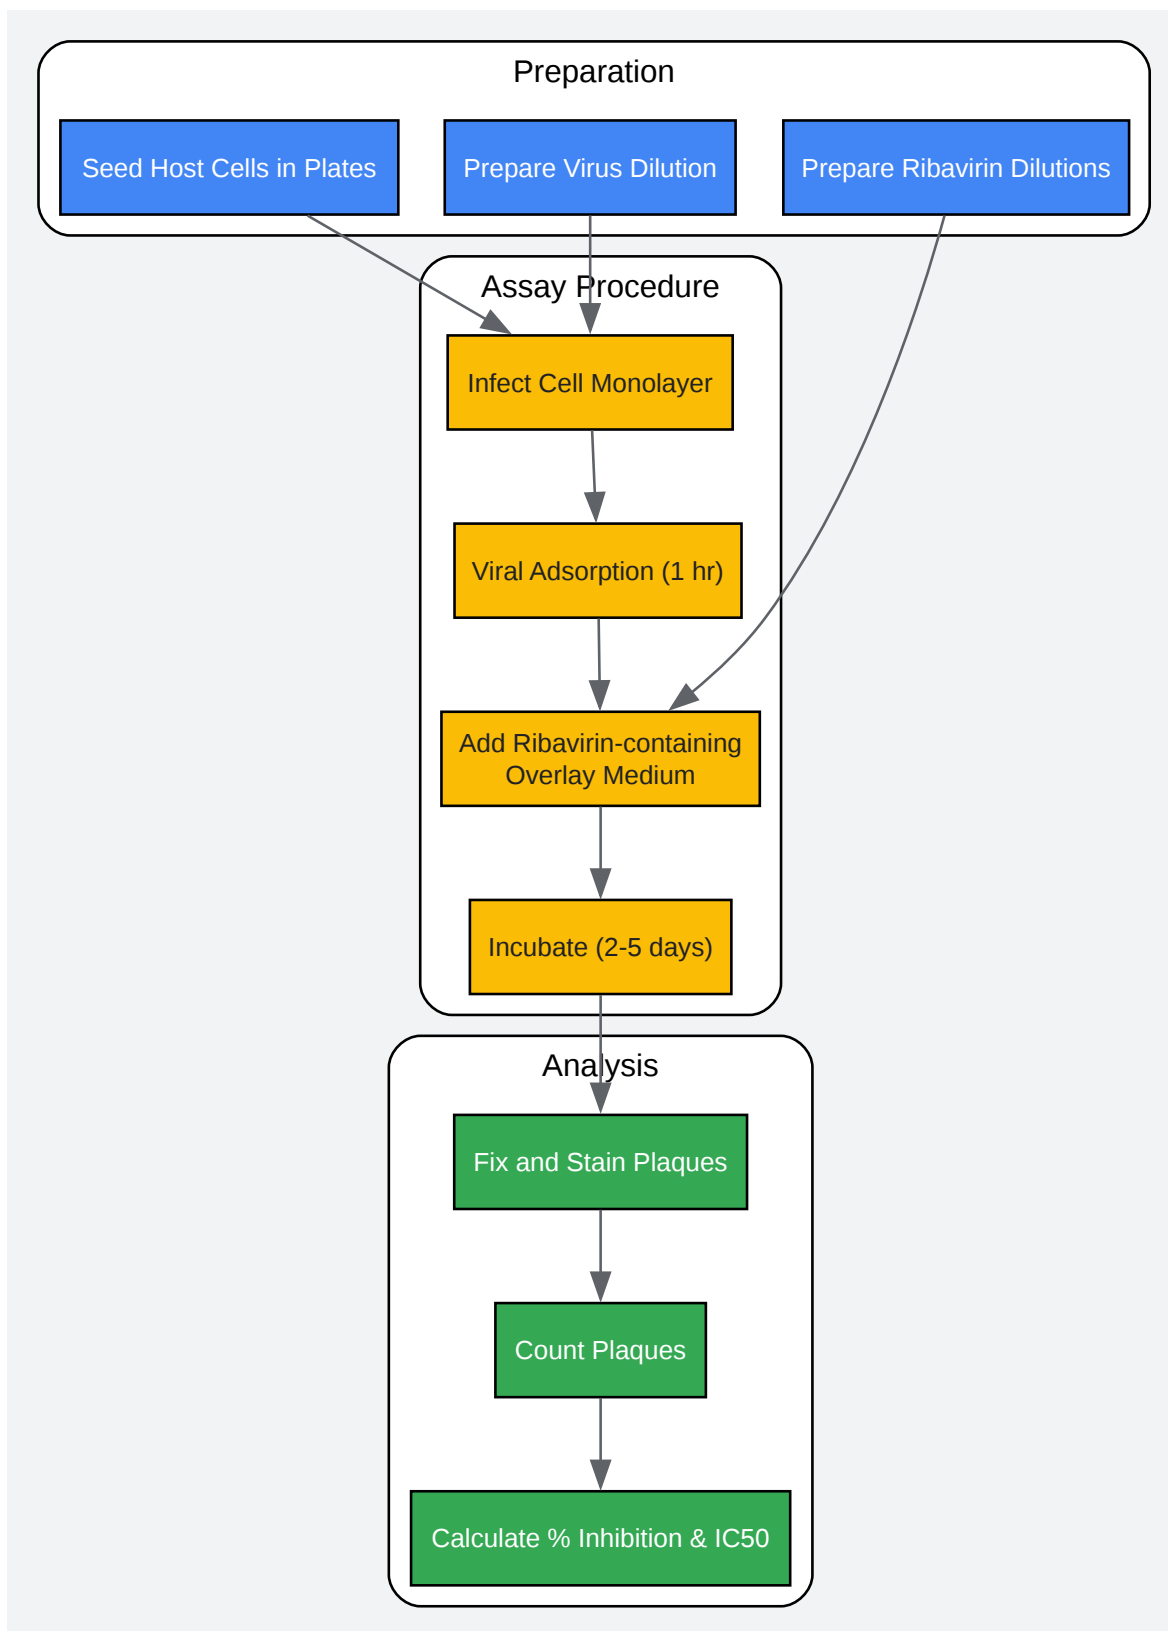 Preparation
Seed Host Cells in Plates
Prepare Virus Dilution
Prepare Ribavirin Dilutions
Assay Procedure
Infect Cell Monolayer
Viral Adsorption (1 hr)
Add Ribavirin-containing
Overlay Medium
Incubate (2-5 days)
Analysis
Fix and Stain Plaques
Count Plaques
Calculate % Inhibition & IC50